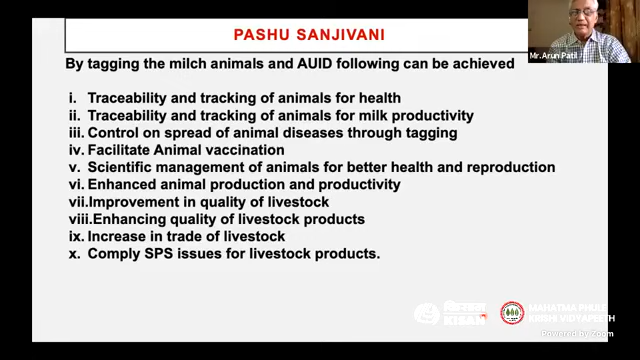 PASHU SANJIVANI
Mr.Arun Patil
By tagging the milch animals and AUID following can be achieved
i. Traceability and tracking of animals for health
ii. Traceability and tracking of animals for milk productivity
iii. Control on spread of animal diseases through tagging
iv. Facilitate Animal vaccination
v. Scientific management of animals for better health and reproduction
vi. Enhanced animal production and productivity
vii.Improvement in quality of livestock
viii.Enhancing quality of livestock products
ix. Increase in trade of livestock
x. Comply SPS issues for livestock products.
किसान
KISAN
MAHATMA PHULE
KRISHI VIDYAPEETH
Powered by Zoom